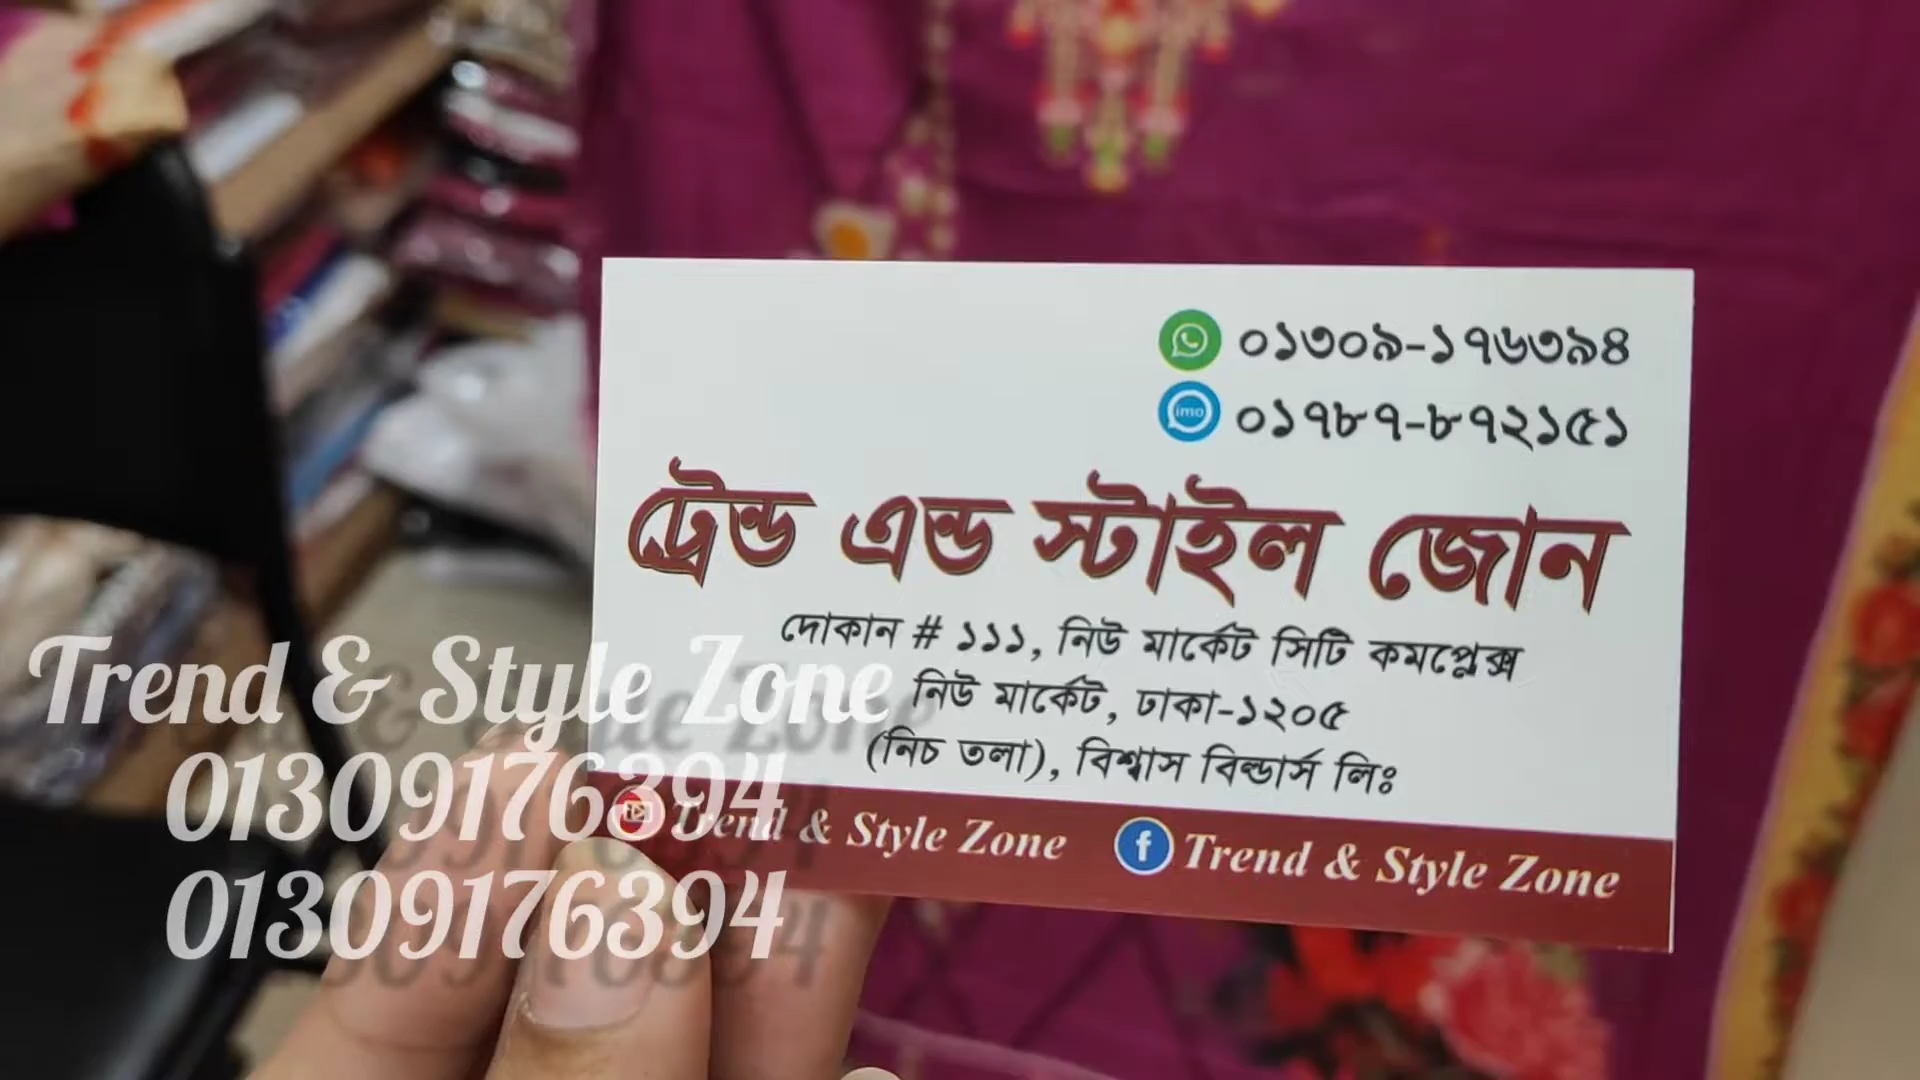 ০১৩০৯-১৭৬৩৯৪
imo ০১৭৮৭-৮৭২১৫১
ট্রেন্ড এন্ড স্টাইল জোন
দোকান # ১১১, নিউ মার্কেট সিটি কমপ্লেক্স
নিউ মার্কেট, ঢাকা-১২০৫
(নিচ তলা), বিশ্বাস বিল্ডার্স লিঃ
Trend & Style Zone
Trend & Style Zone
Trend & Style Zone
01309176394
01309176394